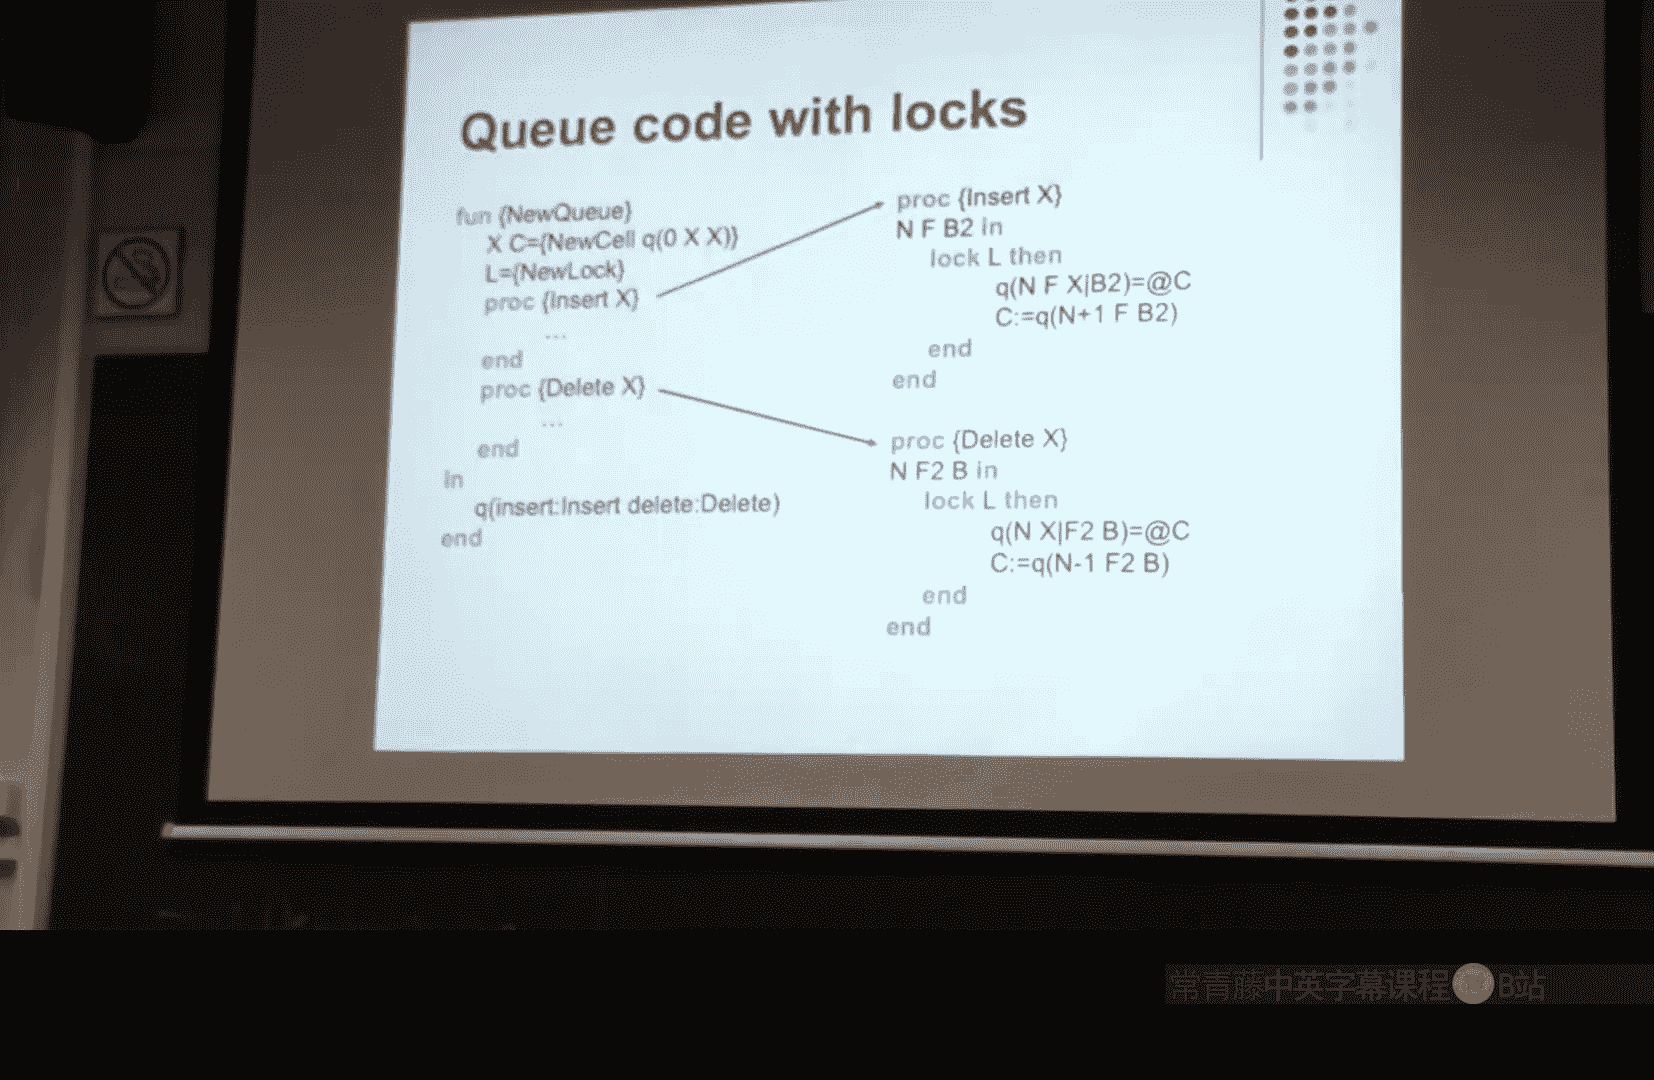 Queue code with locks
fun {NewQueue}
X C={NewCell q(0 X X)}
L={NewLock}
proc {Insert X}
...
end
proc {Delete X}
...
end
in
q(insert:Insert delete:Delete)
end
proc {Insert X}
N F B2 in
lock L then
q(N F X|B2)=@C
C:=q(N+1 F B2)
end
end
proc {Delete X}
N F2 B in
lock L then
q(N X|F2 B)=@C
C:=q(N-1 F2 B)
end
end
常青藤中英字幕课程 B站